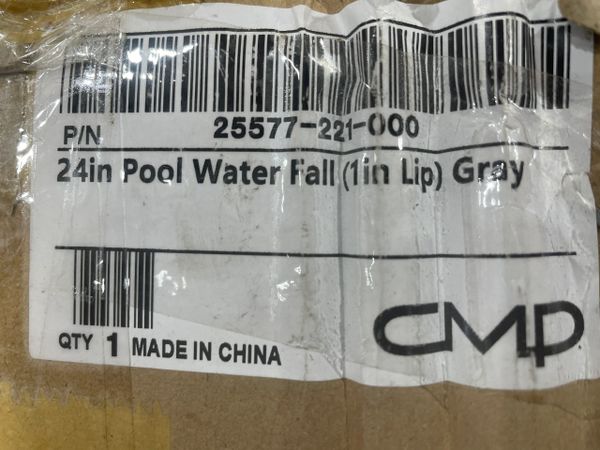 P/N 25577-221-000
24in Pool Water Fall (1in Lip) Gray
QTY 1 MADE IN CHINA
CMP